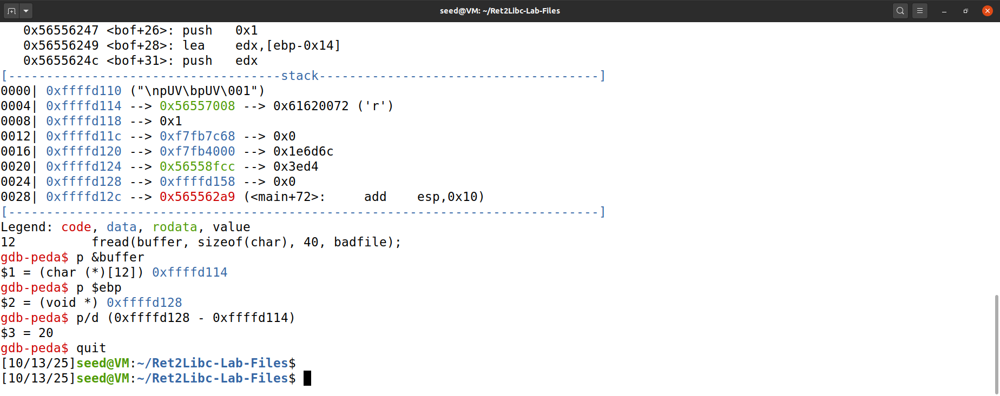 seed@VM: ~/Ret2Libc-Lab-Files
   0x56556247 <bof+26>: push   0x1
   0x56556249 <bof+28>: lea    edx,[ebp-0x14]
   0x5655624c <bof+31>: push   edx
[------------------------------------stack-------------------------------------]
0000| 0xffffd110 ("\npUV\bpUV\001")
0004| 0xffffd114 --> 0x56557008 --> 0x61620072 ('r')
0008| 0xffffd118 --> 0x1
0012| 0xffffd11c --> 0xf7fb7c68 --> 0x0
0016| 0xffffd120 --> 0xf7fb4000 --> 0x1e6d6c
0020| 0xffffd124 --> 0x56558fcc --> 0x3ed4
0024| 0xffffd128 --> 0xffffd158 --> 0x0
0028| 0xffffd12c --> 0x565562a9 (<main+72>:     add    esp,0x10)
[------------------------------------------------------------------------------]
Legend: code, data, rodata, value
12          fread(buffer, sizeof(char), 40, badfile);
gdb-peda$ p &buffer
$1 = (char (*)[12]) 0xffffd114
gdb-peda$ p $ebp
$2 = (void *) 0xffffd128
gdb-peda$ p/d (0xffffd128 - 0xffffd114)
$3 = 20
gdb-peda$ quit
[10/13/25]seed@VM:~/Ret2Libc-Lab-Files$
[10/13/25]seed@VM:~/Ret2Libc-Lab-Files$